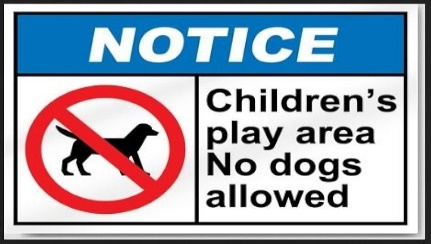 NOTICE
Children's
play area
No dogs
allowed